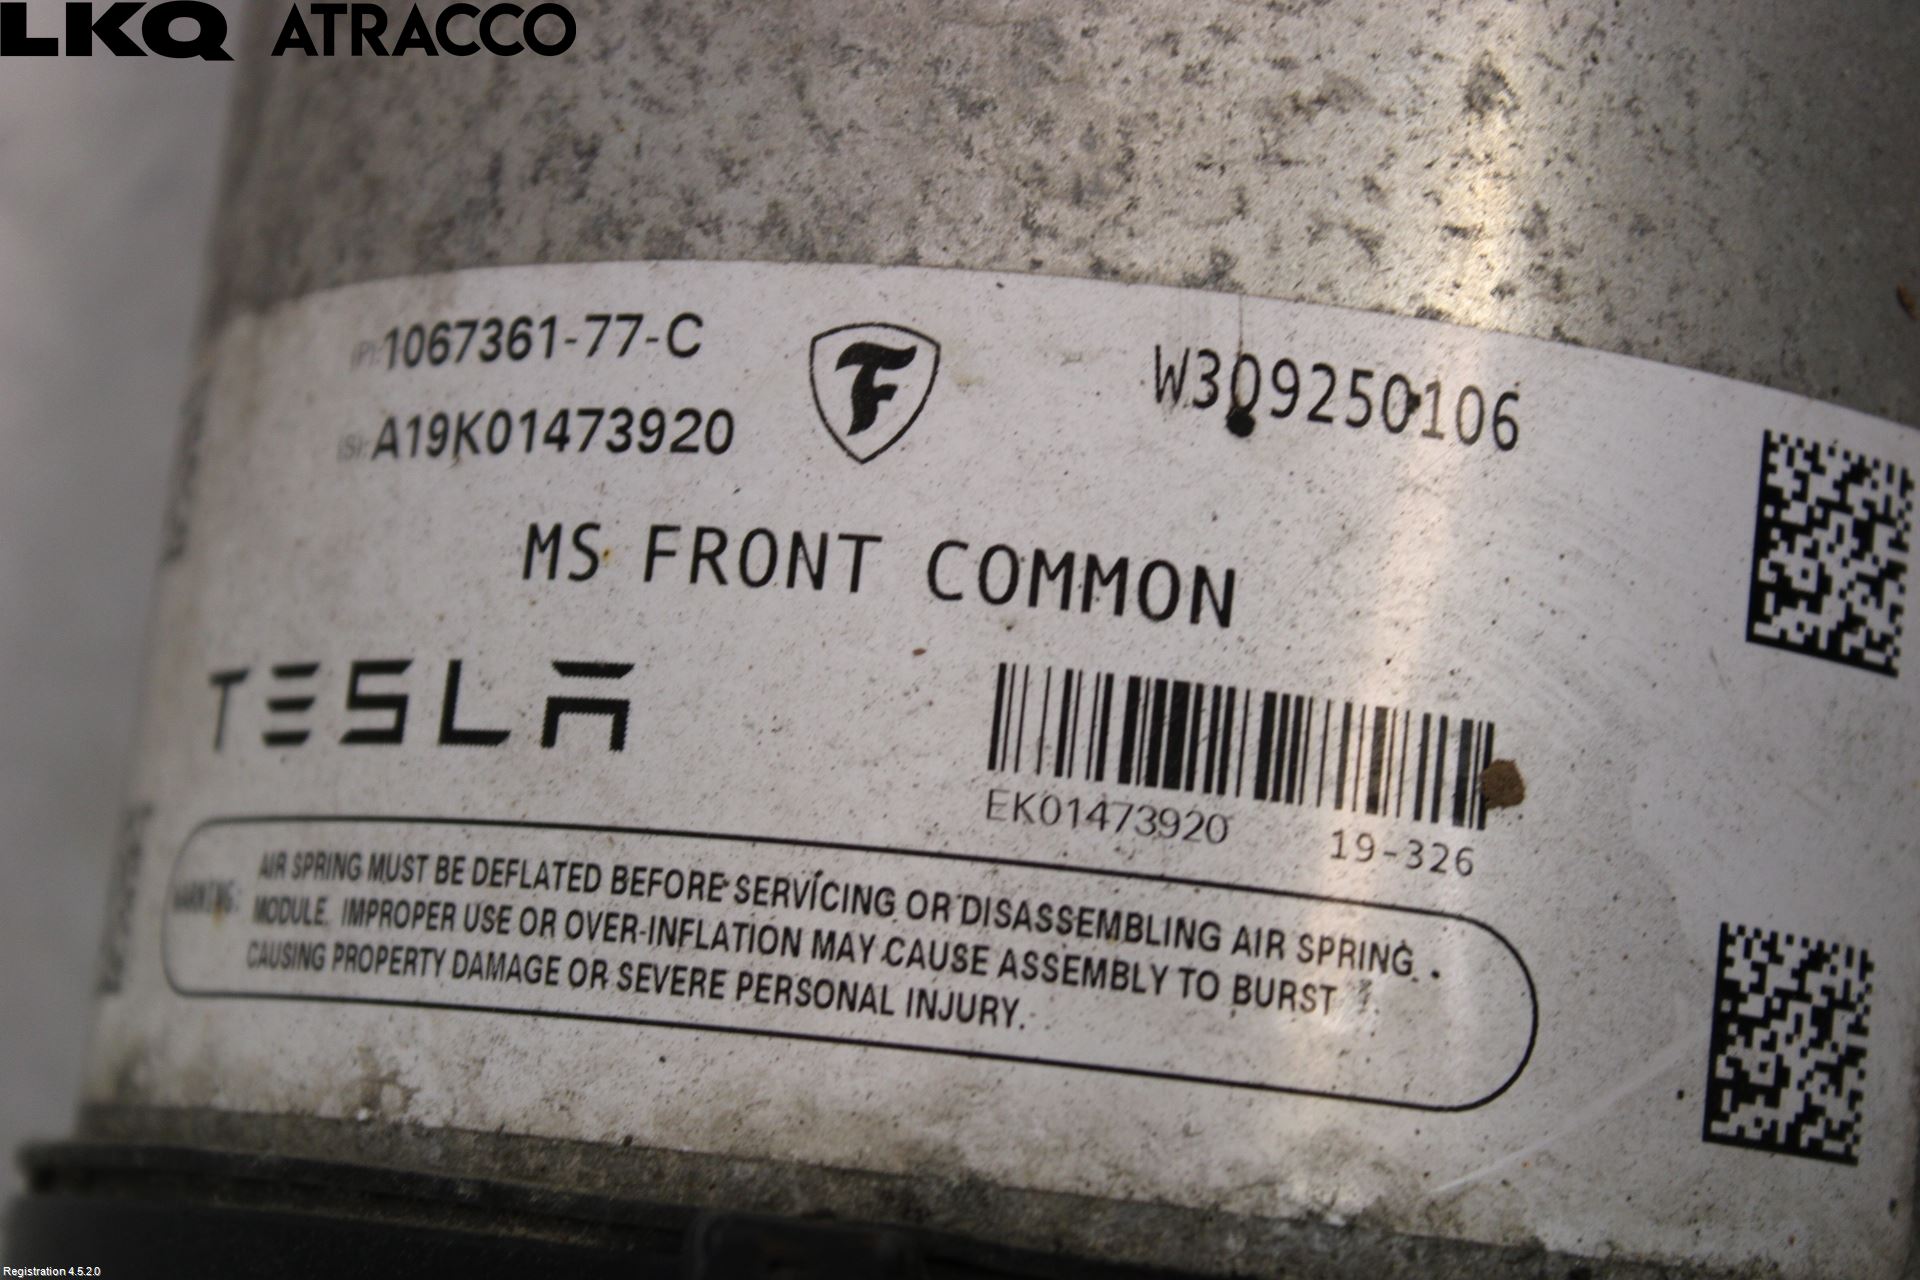 LKQ ATRACCO
(P):1067361-77-C
(S):A19K01473920
F
W309250106
MS FRONT COMMON
TESLA
EK01473920 19-326
WARNING: AIR SPRING MUST BE DEFLATED BEFORE SERVICING OR DISASSEMBLING AIR SPRING
MODULE. IMPROPER USE OR OVER-INFLATION MAY CAUSE ASSEMBLY TO BURST
CAUSING PROPERTY DAMAGE OR SEVERE PERSONAL INJURY.
Registration 4.5.2.0